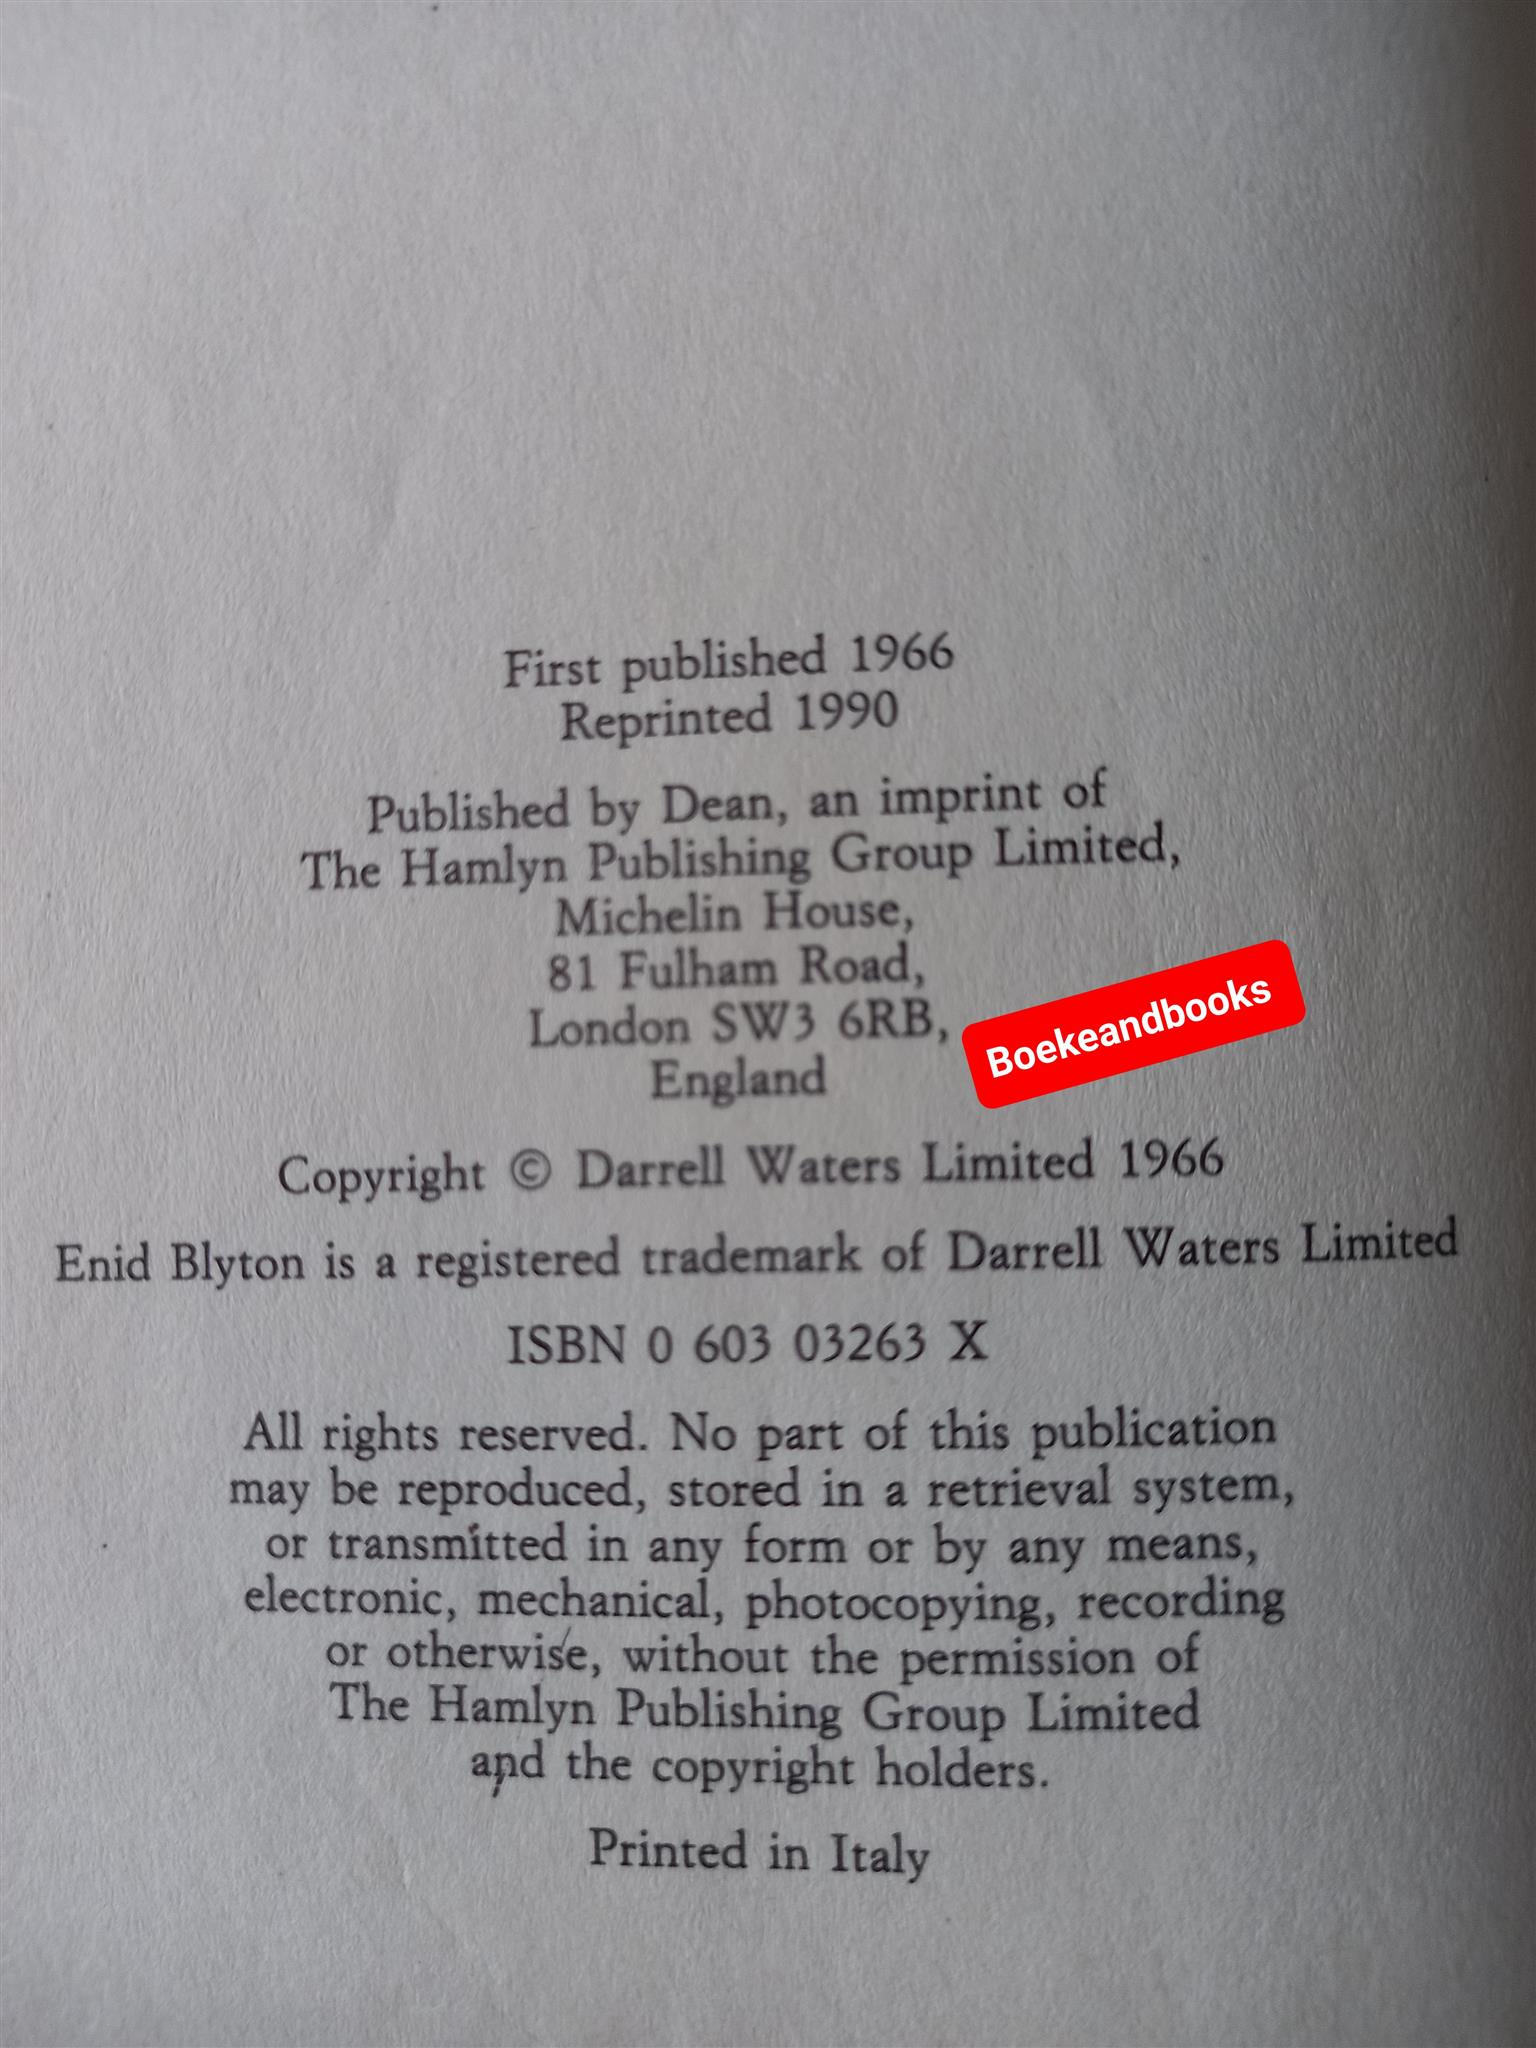 First published 1966
Reprinted 1990
Published by Dean, an imprint of
The Hamlyn Publishing Group Limited,
Michelin House,
81 Fulham Road,
London SW3 6RB,
England
Boekeandbooks
Copyright © Darrell Waters Limited 1966
Enid Blyton is a registered trademark of Darrell Waters Limited
ISBN 0 603 03263 X
All rights reserved. No part of this publication
may be reproduced, stored in a retrieval system,
or transmitted in any form or by any means,
electronic, mechanical, photocopying, recording
or otherwise, without the permission of
The Hamlyn Publishing Group Limited
and the copyright holders.
Printed in Italy